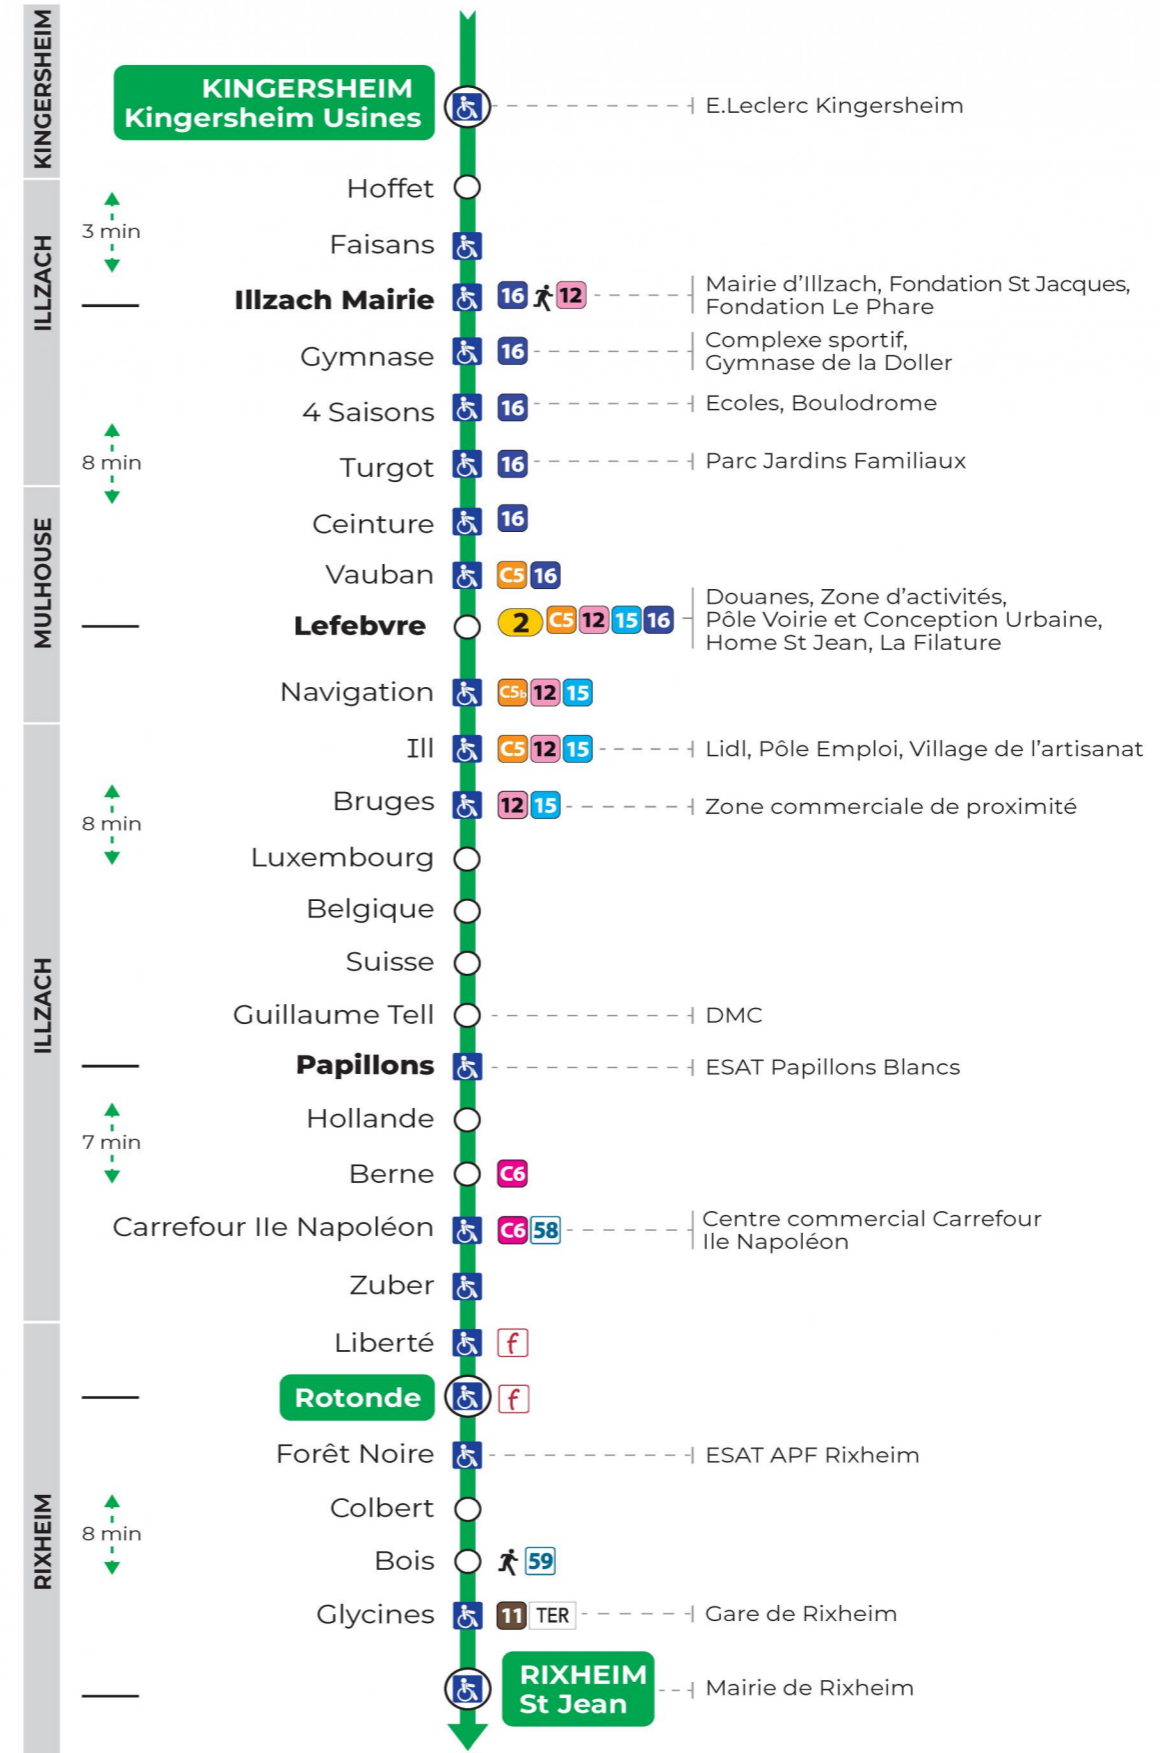 KINGERSHEIM
KINGERSHEIM
Kingersheim Usines
E.Leclerc Kingersheim
ILLZACH
Hoffet
3 min
Faisans
Illzach Mairie
16
12
Mairie d'Illzach, Fondation St Jacques,
Fondation Le Phare
Gymnase
16
Complexe sportif,
Gymnase de la Doller
4 Saisons
16
Ecoles, Boulodrome
8 min
Turgot
16
Parc Jardins Familiaux
MULHOUSE
Ceinture
16
Vauban
C5
16
Lefebvre
2
C5
12
15
16
Douanes, Zone d'activités,
Pôle Voirie et Conception Urbaine,
Home St Jean, La Filature
Navigation
C5b
12
15
ILLZACH
Ill
C5
12
15
Lidl, Pôle Emploi, Village de l'artisanat
8 min
Bruges
12
15
Zone commerciale de proximité
Luxembourg
Belgique
Suisse
Guillaume Tell
DMC
Papillons
ESAT Papillons Blancs
Hollande
7 min
Berne
C6
Carrefour Ile Napoléon
C6
58
Centre commercial Carrefour
Ile Napoléon
Zuber
RIXHEIM
Liberté
f
Rotonde
f
Forêt Noire
ESAT APF Rixheim
Colbert
8 min
Bois
59
Glycines
11
TER
Gare de Rixheim
RIXHEIM
St Jean
Mairie de Rixheim